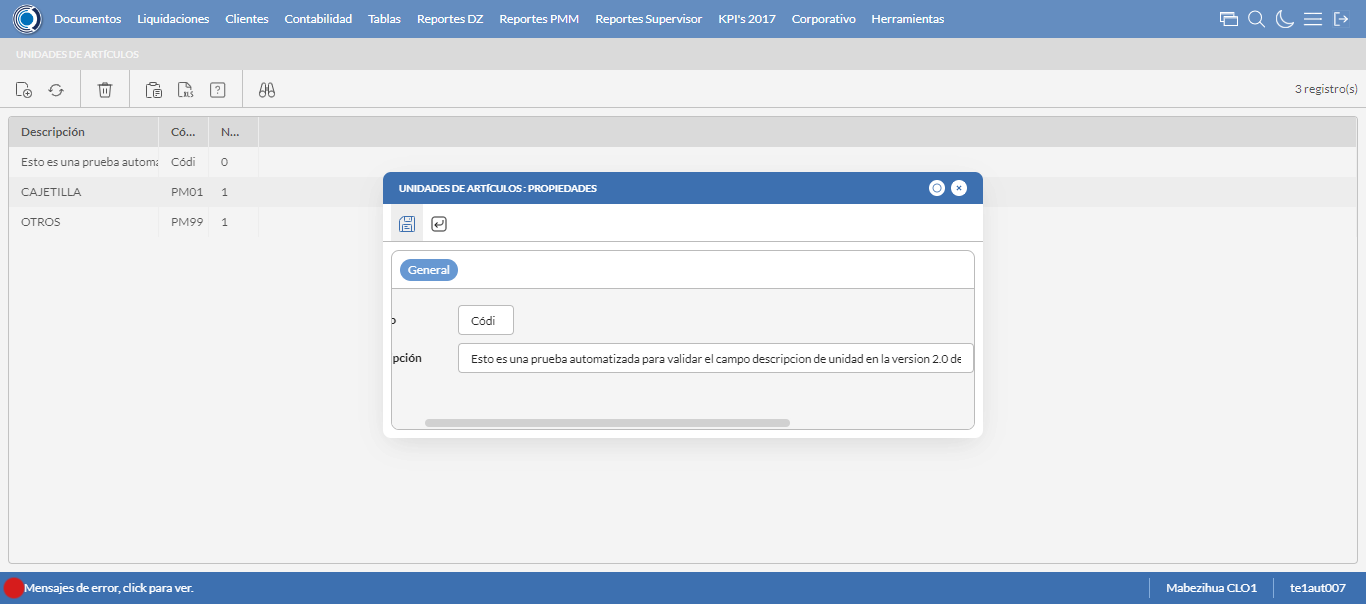 Documentos Liquidaciones Clientes Contabilidad Tablas Reportes DZ Reportes PMM Reportes Supervisor KPI's 2017 Corporativo Herramientas
UNIDADES DE ARTÍCULOS
XLS ? 3 registro(s)
Descripción Có... N...
Esto es una prueba automa Códi 0
CAJETILLA PM01 1
OTROS PM99 1
UNIDADES DE ARTÍCULOS : PROPIEDADES
General
o Códi
pción Esto es una prueba automatizada para validar el campo descripcion de unidad en la version 2.0 de
Mensajes de error, click para ver. Mabezihua CLO1 te1aut007